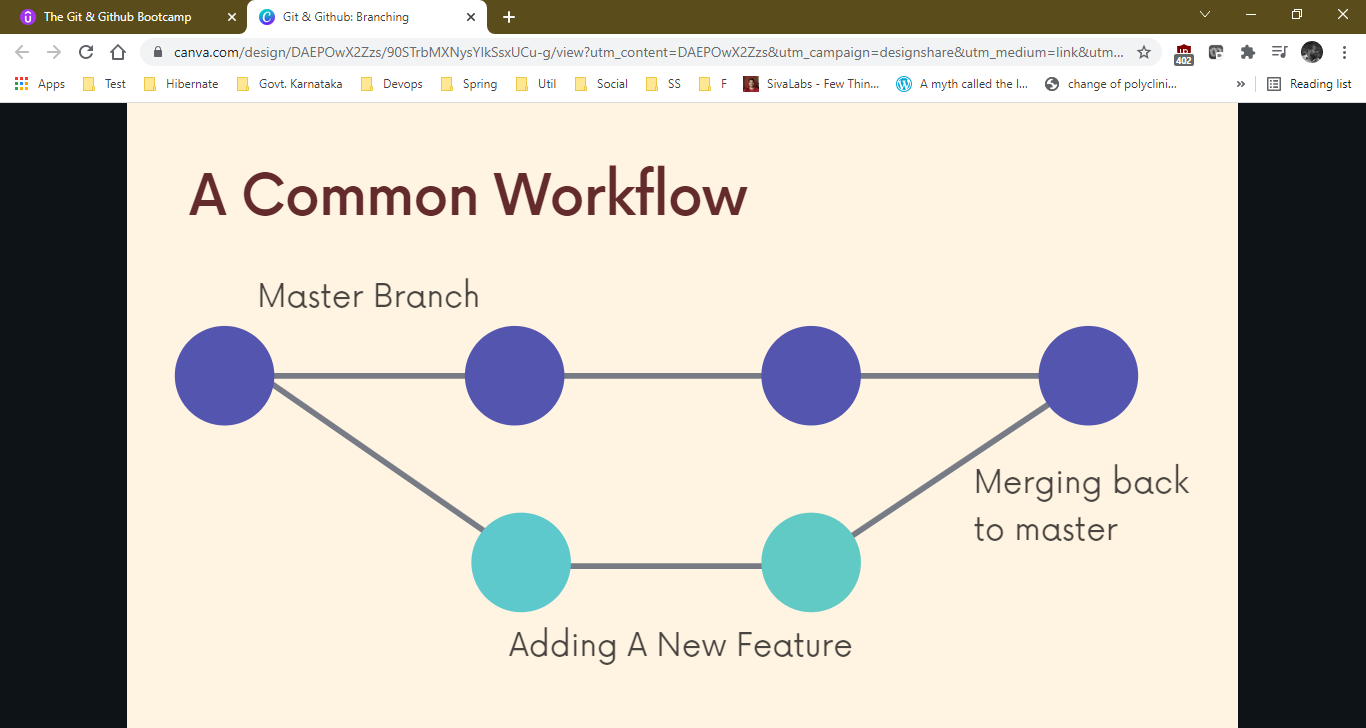 The Git & Github Bootcamp
Git & Github: Branching
canva.com/design/DAEPOwX2Zzs/90STrbMXNysYIkSsxUCu-g/view?utm_content=DAEPOwX2Zzs&utm_campaign=designshare&utm_medium=link&utm...
402
Apps Test Hibernate Govt. Karnataka Devops Spring Util Social SS F SivaLabs - Few Thin... A myth called the I... change of polyclini... » Reading list
A Common Workflow
Master Branch
Merging back
to master
Adding A New Feature